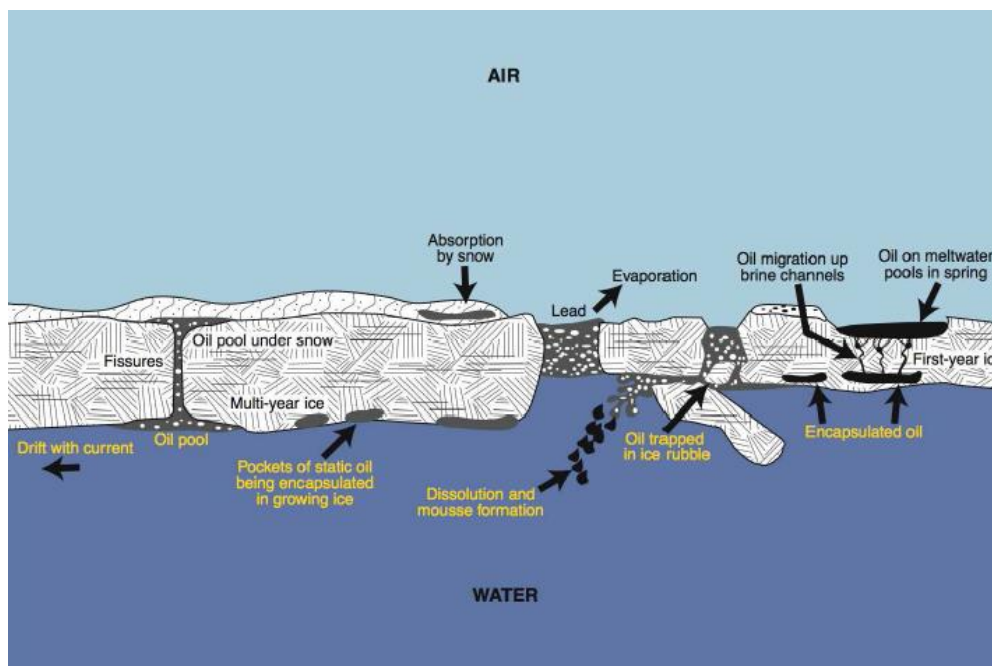 AIR
Absorption
by snow
Evaporation
Lead
Oil migration up
brine channels
Oil on meltwater
pools in spring
Fissures
Oil pool under snow
Multi-year ice
First-year ic
Drift with current
Oil pool
Pockets of static oil
being encapsulated
in growing ice
Dissolution and
mousse formation
Oil trapped
in ice rubble
Encapsulated oil
WATER